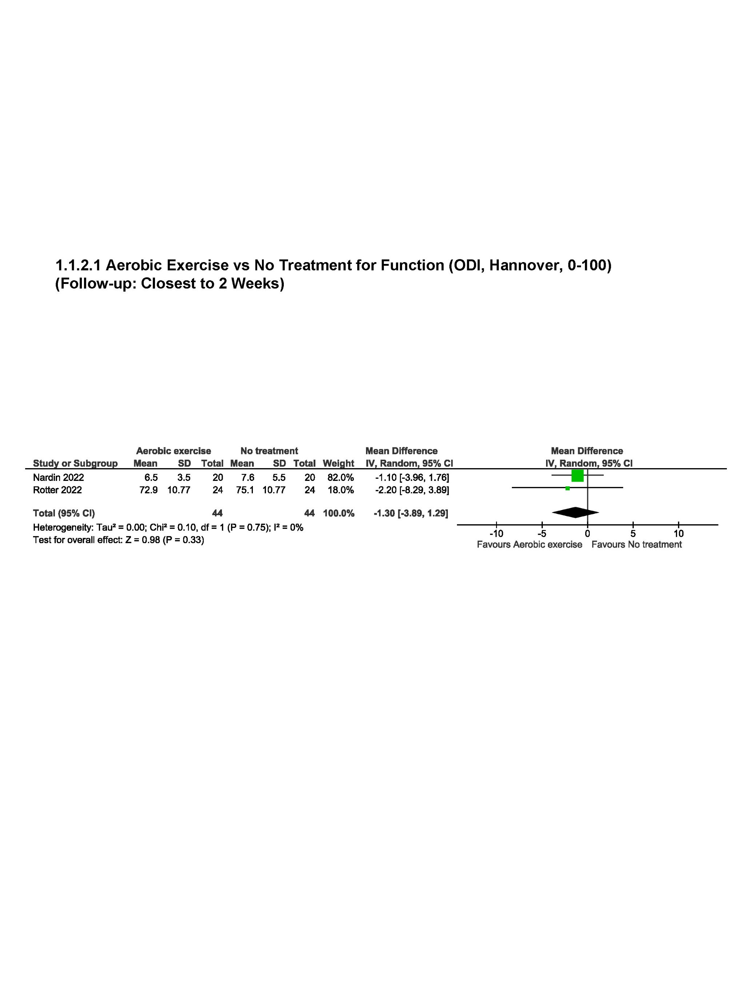 1.1.2.1 Aerobic Exercise vs No Treatment for Function (ODI, Hannover, 0-100)
(Follow-up: Closest to 2 Weeks)
Aerobic exercise No treatment Mean Difference Mean Difference
Study or Subgroup Mean SD Total Mean SD Total Weight IV, Random, 95% CI IV, Random, 95% CI
Nardin 2022 6.5 3.5 20 7.6 5.5 20 82.0% -1.10 [-3.96, 1.76]
Rotter 2022 72.9 10.77 24 75.1 10.77 24 18.0% -2.20 [-8.29, 3.89]
Total (95% CI) 44 44 100.0% -1.30 [-3.89, 1.29]
Heterogeneity: Tau² = 0.00; Chi² = 0.10, df = 1 (P = 0.75); I² = 0%
Test for overall effect: Z = 0.98 (P = 0.33)
-10 -5 0 5 10
Favours Aerobic exercise Favours No treatment